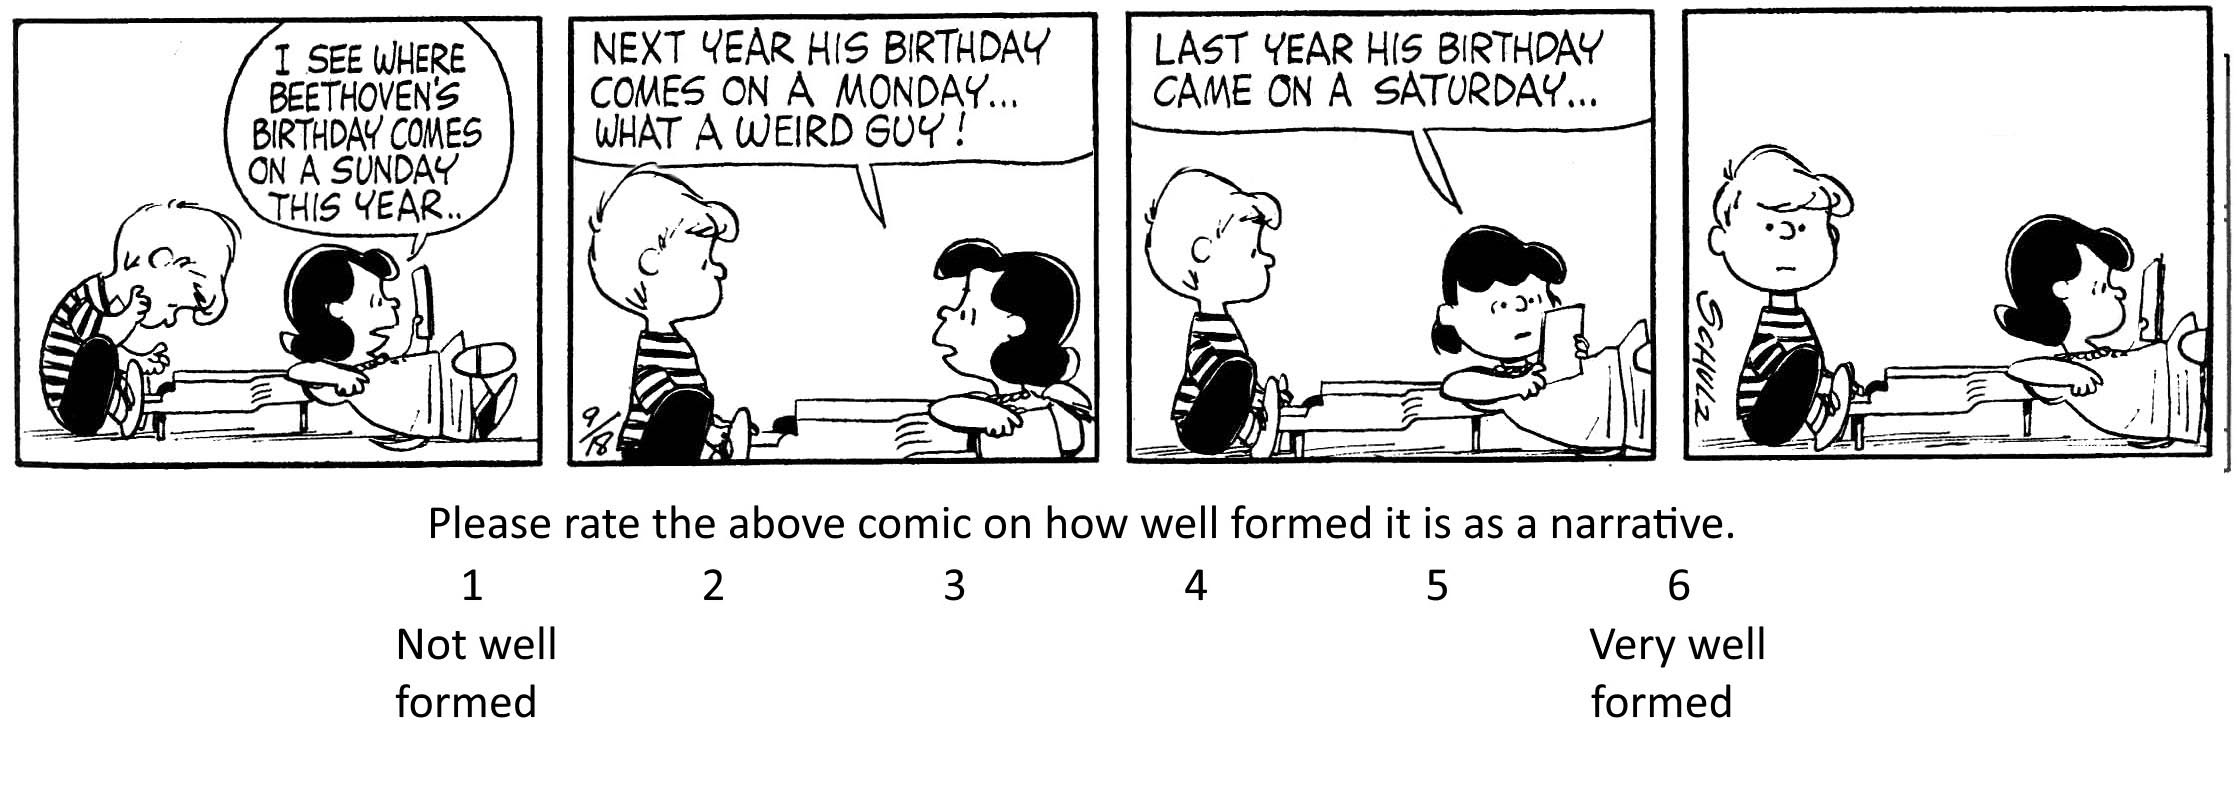 I SEE WHERE
BEETHOVEN'S
BIRTHDAY COMES
ON A SUNDAY
THIS YEAR..
NEXT YEAR HIS BIRTHDAY
COMES ON A MONDAY...
WHAT A WEIRD GUY!
9/18
LAST YEAR HIS BIRTHDAY
CAME ON A SATURDAY...
SCHULZ
Please rate the above comic on how well formed it is as a narrative.
1 2 3 4 5 6
Not well
formed
Very well
formed